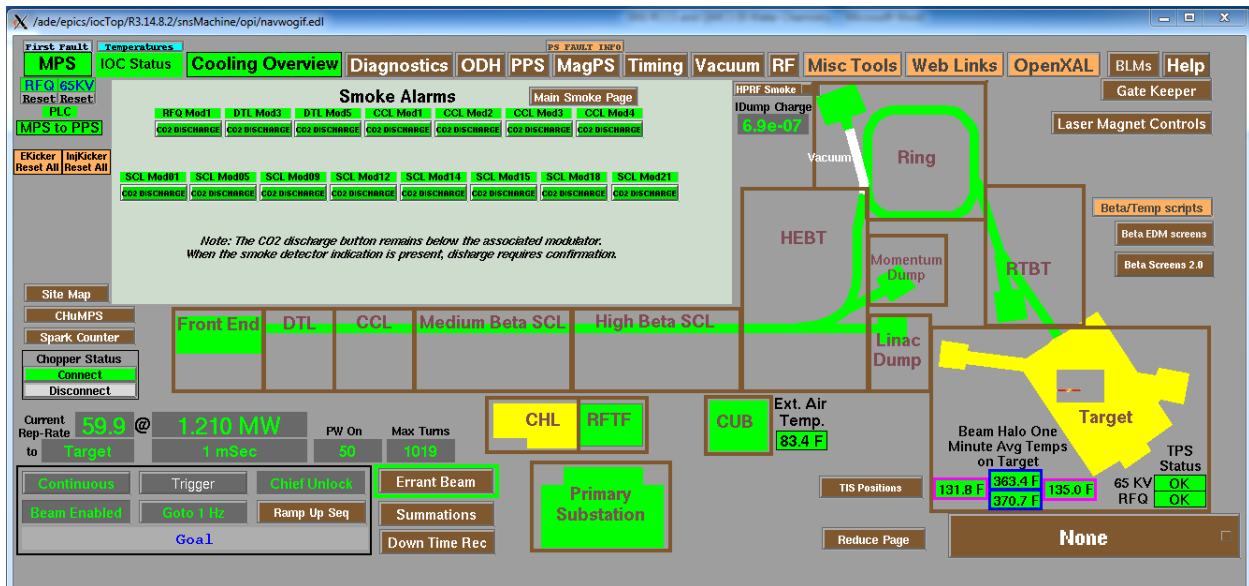 /ade/epics/iocTop/R3.14.8.2/snsMachine/opi/navwogif.edl
First Fault Temperatures PS FAULT INFO
MPS IOC Status Cooling Overview Diagnostics ODH PPS MagPS Timing Vacuum RF Misc Tools Web Links OpenXAL BLMs Help
RFQ 65KV
Reset Reset
PLC
MPS to PPS
EKicker InjKicker
Reset All Reset All
Smoke Alarms Main Smoke Page
RFQ Mod1 DTL Mod3 DTL Mod5 CCL Mod1 CCL Mod2 CCL Mod3 CCL Mod4
CO2 DISCHARGE CO2 DISCHARGE CO2 DISCHARGE CO2 DISCHARGE CO2 DISCHARGE CO2 DISCHARGE CO2 DISCHARGE
SCL Mod01 SCL Mod05 SCL Mod09 SCL Mod12 SCL Mod14 SCL Mod15 SCL Mod18 SCL Mod21
CO2 DISCHARGE CO2 DISCHARGE CO2 DISCHARGE CO2 DISCHARGE CO2 DISCHARGE CO2 DISCHARGE CO2 DISCHARGE CO2 DISCHARGE
Note: The CO2 discharge button remains below the associated modulator.
When the smoke detector indication is present, disharge requires confirmation.
HPRF Smoke
IDump Charge
6.9e-07
Gate Keeper
Laser Magnet Controls
Vacuum
Ring
HEBT
Momentum
Dump
RTBT
Beta/Temp scripts
Beta EDM screens
Beta Screens 2.0
Site Map
CHuMPS
Spark Counter
Chopper Status
Connect
Disconnect
Front End DTL CCL Medium Beta SCL High Beta SCL
Linac
Dump
CHL RFTF CUB
Ext. Air
Temp.
83.4 F
Target
Beam Halo One
Minute Avg Temps
on Target
131.8 F 363.4 F 135.0 F
370.7 F
TPS
Status
65 KV OK
RFQ OK
Current
Rep-Rate 59.9 @ 1.210 MW PW On Max Turns
to Target 1 mSec 50 1019
Continuous Trigger Chief Unlock
Beam Enabled Goto 1 Hz Ramp Up Seq
Goal
Errant Beam
Summations
Down Time Rec
Primary
Substation
TIS Positions
Reduce Page
None